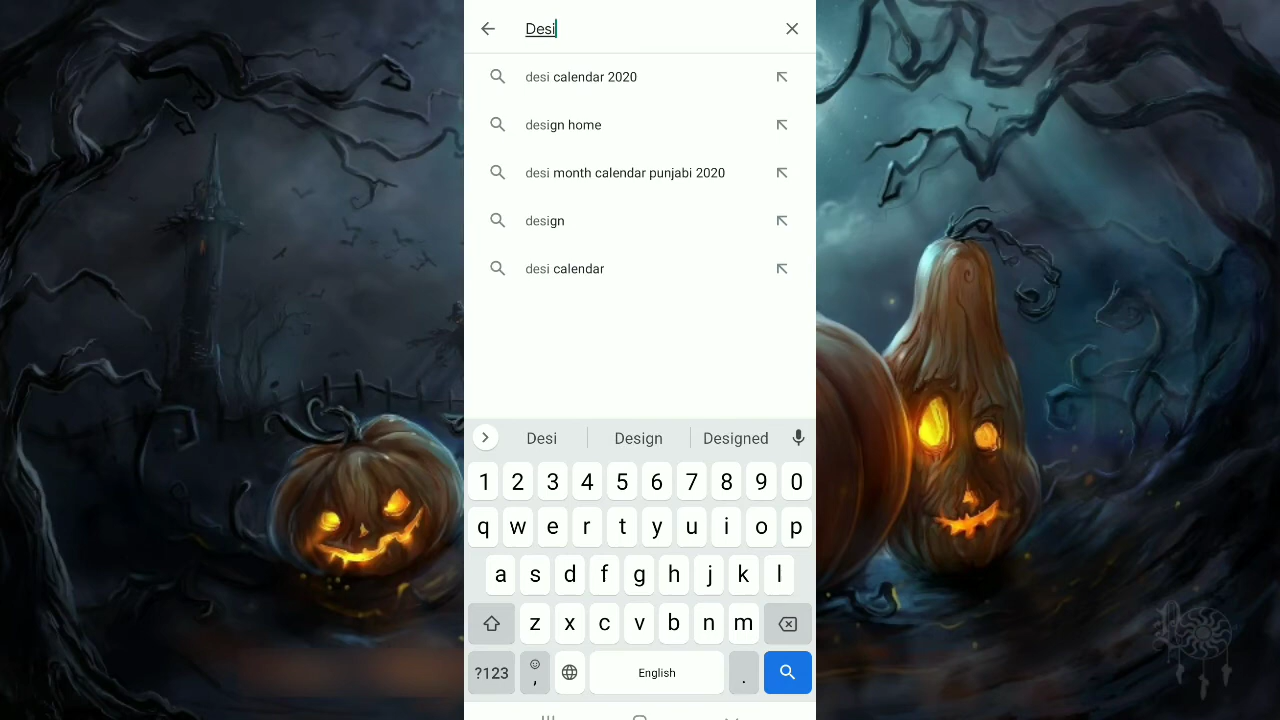 Desi
desi calendar 2020
design home
desi month calendar punjabi 2020
design
desi calendar
Desi Design Designed
1 2 3 4 5 6 7 8 9 0
q w e r t y u i o p
a s d f g h j k l
z x c v b n m
?123 , English .